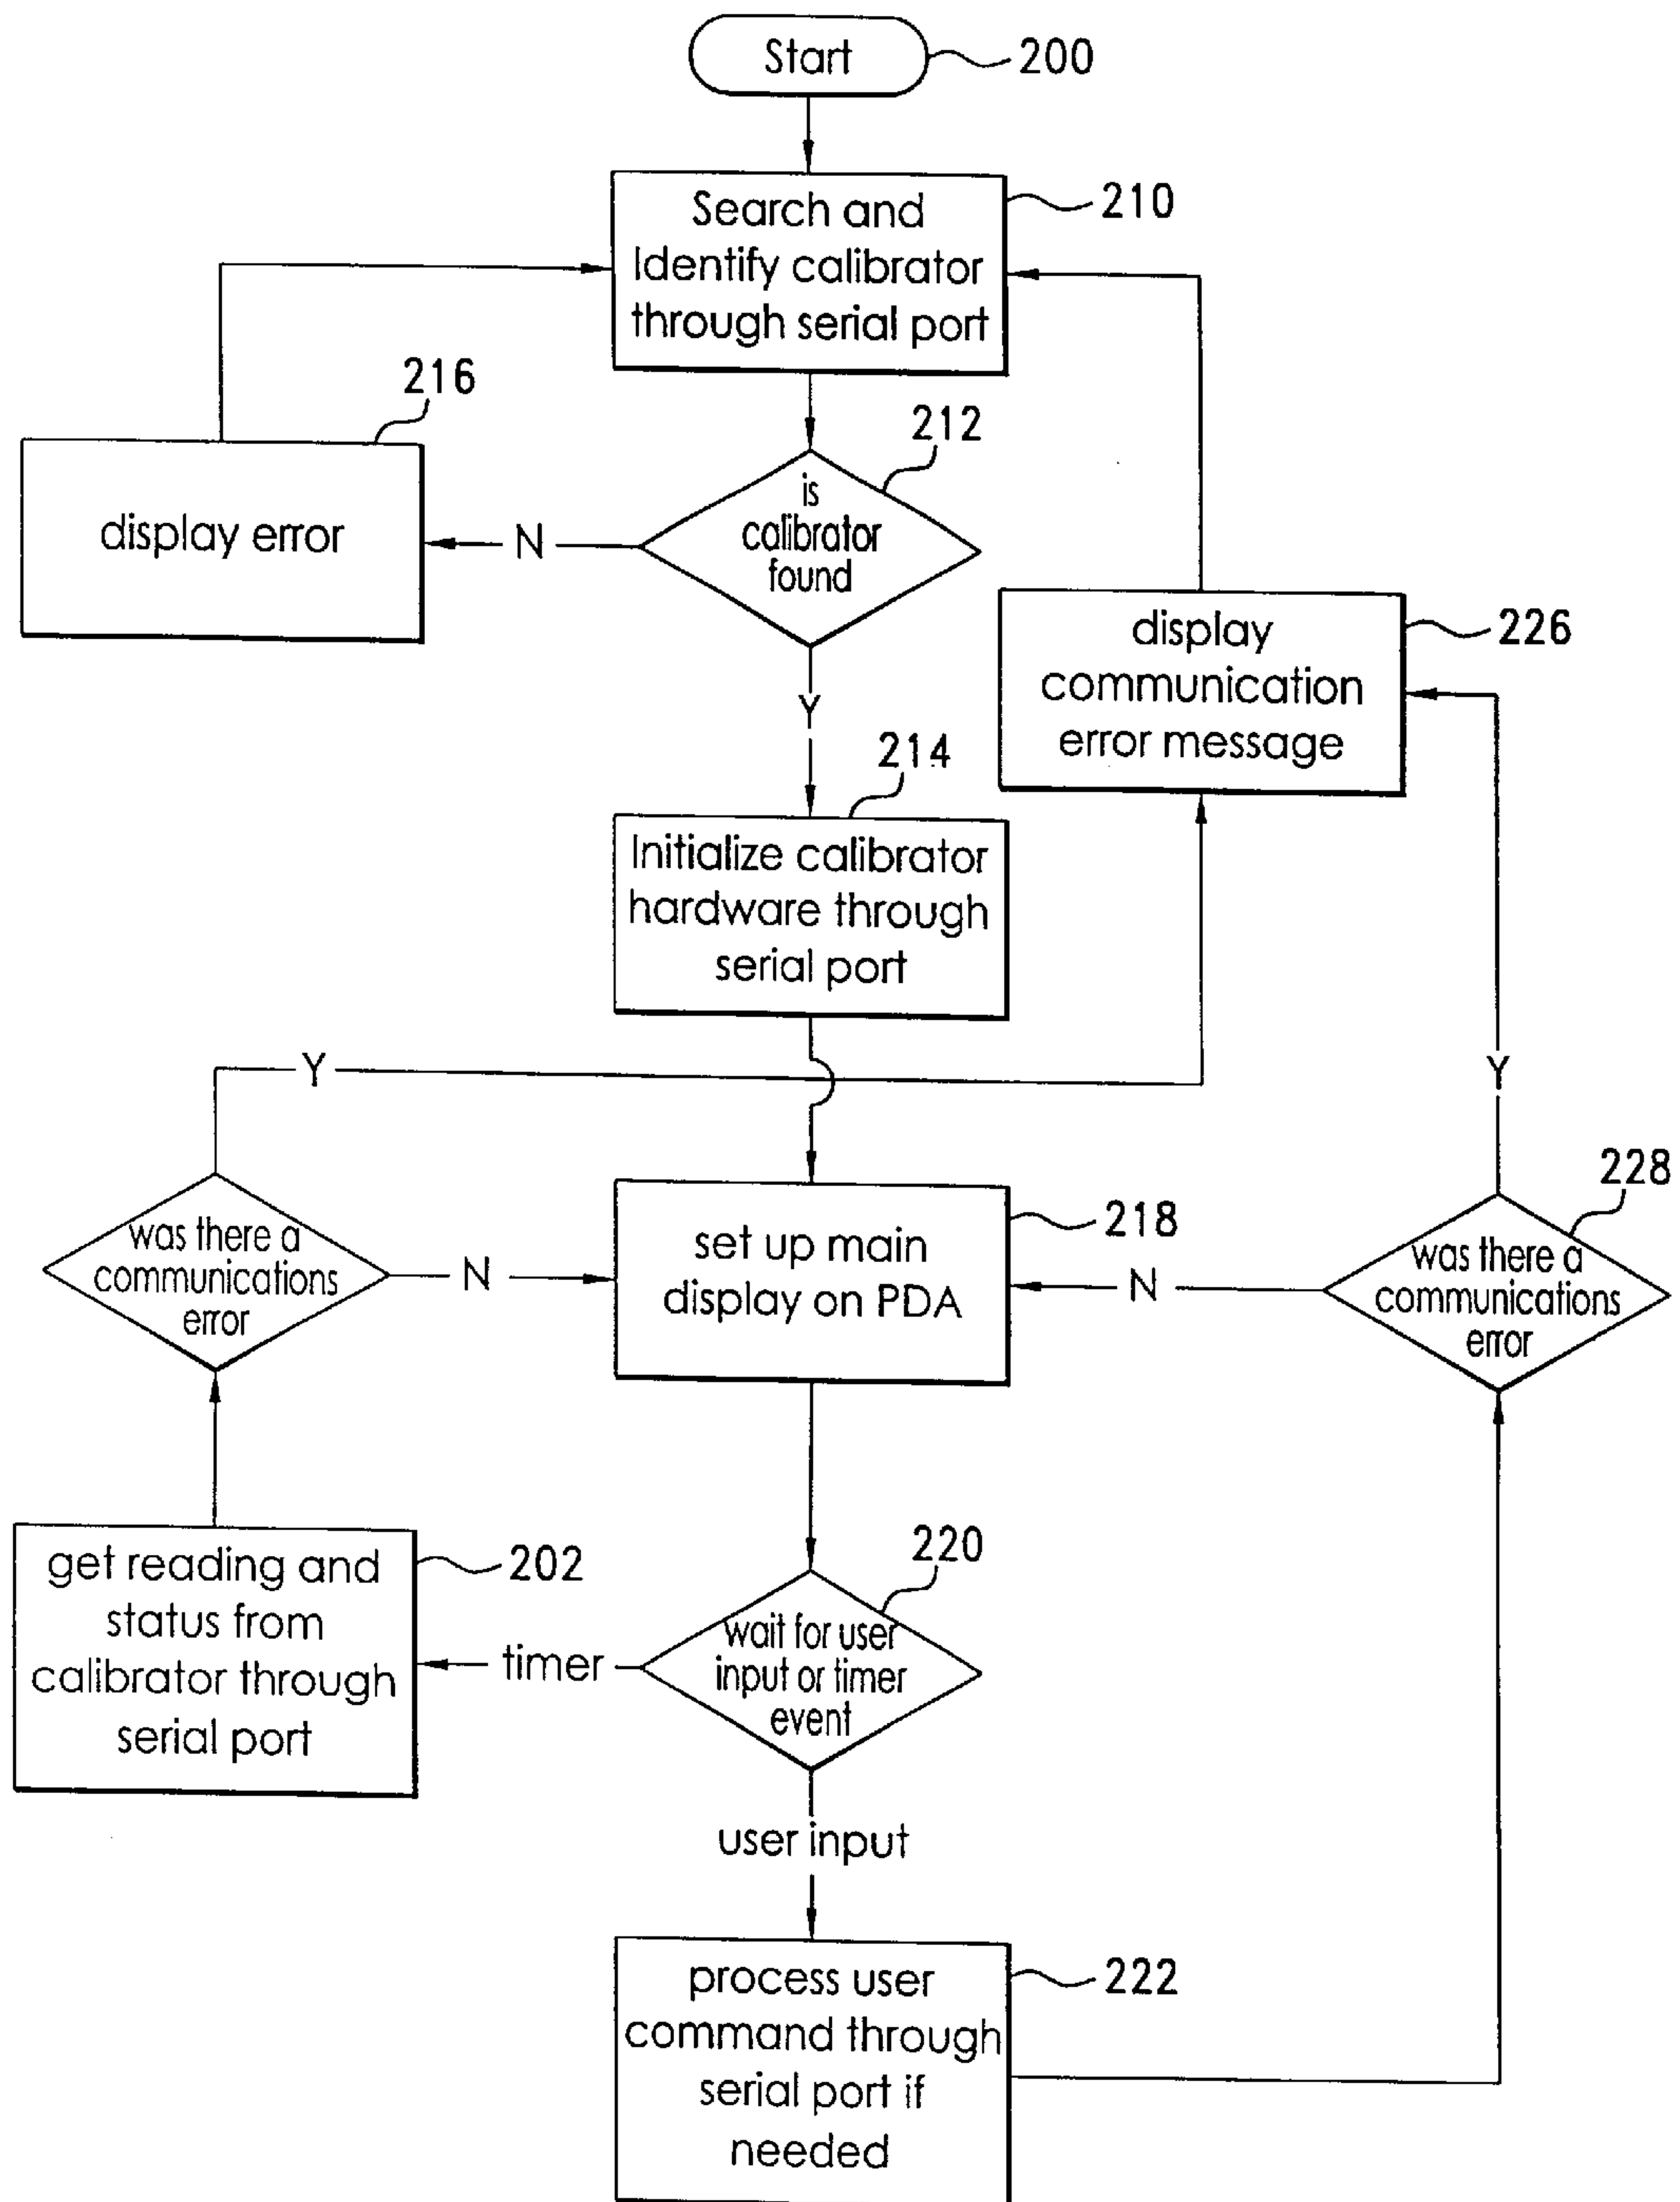 Start
200
Search and
Identify calibrator
through serial port
210
216
display error
212
is
calibrator
found
N
Y
display
communication
error message
226
214
Initialize calibrator
hardware through
serial port
Y
Y
was there a
communications
error
N
set up main
display on PDA
218
N
228
was there a
communications
error
get reading and
status from
calibrator through
serial port
202
timer
220
wait for user
input or timer
event
user input
process user
command through
serial port if
needed
222